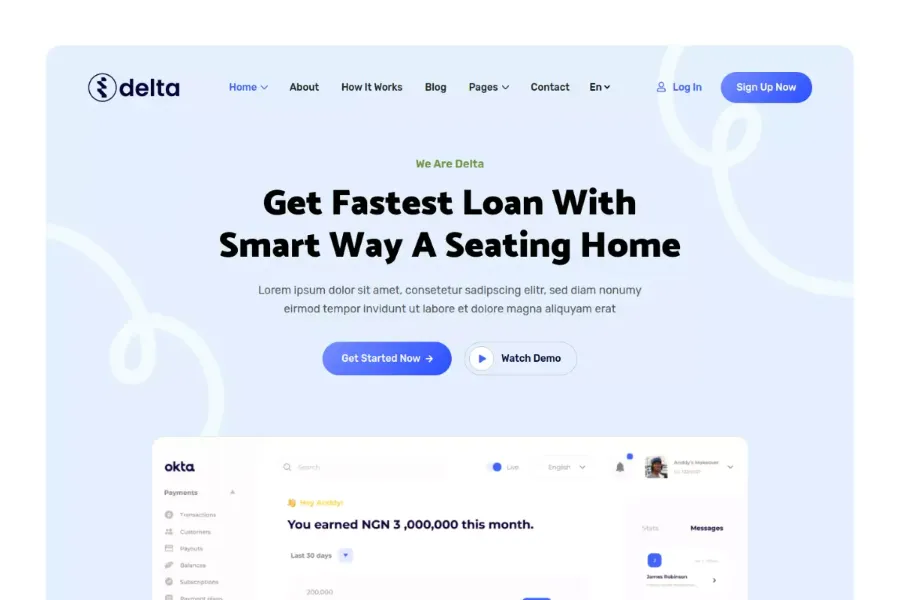 delta
Home
About
How It Works
Blog
Pages
Contact
En
Log In
Sign Up Now
We Are Delta
Get Fastest Loan With
Smart Way A Seating Home
Lorem ipsum dolor sit amet, consetetur sadipscing elitr, sed diam nonumy
eirmod tempor invidunt ut labore et dolore magna aliquyam erat
Get Started Now
Watch Demo
okta
Search
Live
English
Payments
Transactions
Customers
Payouts
Balances
Subscriptions
Payment plans
Hey Anddy!
You earned NGN 3 ,000,000 this month.
Last 30 days
200,000
Stats
Messages
James Robinson